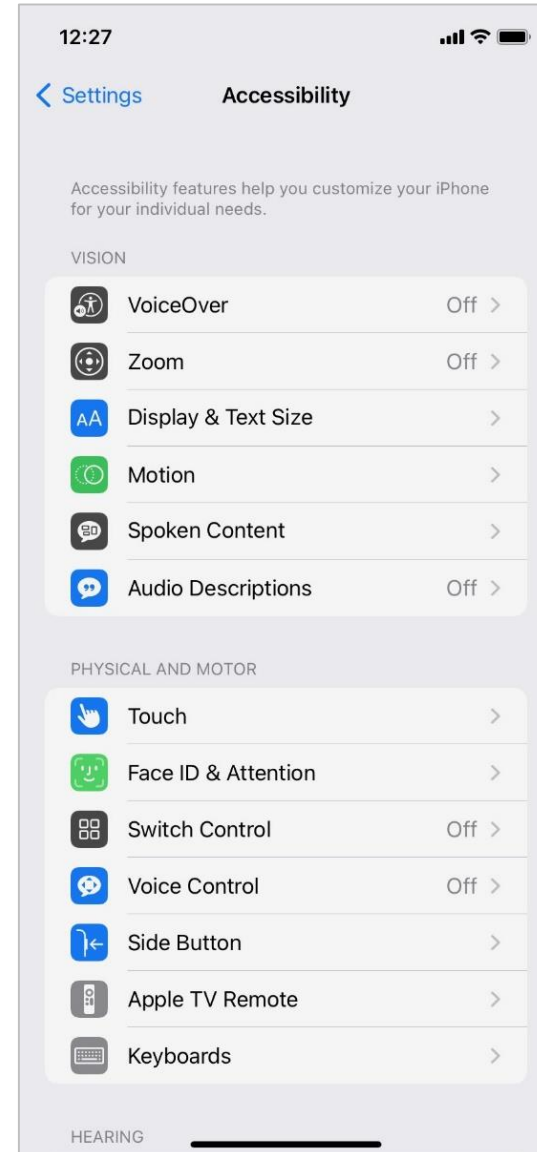 12:27
Settings Accessibility
Accessibility features help you customize your iPhone
for your individual needs.
VISION
VoiceOver Off
Zoom Off
AA Display & Text Size
Motion
Spoken Content
Audio Descriptions Off
PHYSICAL AND MOTOR
Touch
Face ID & Attention
Switch Control Off
Voice Control Off
Side Button
Apple TV Remote
Keyboards
HEARING